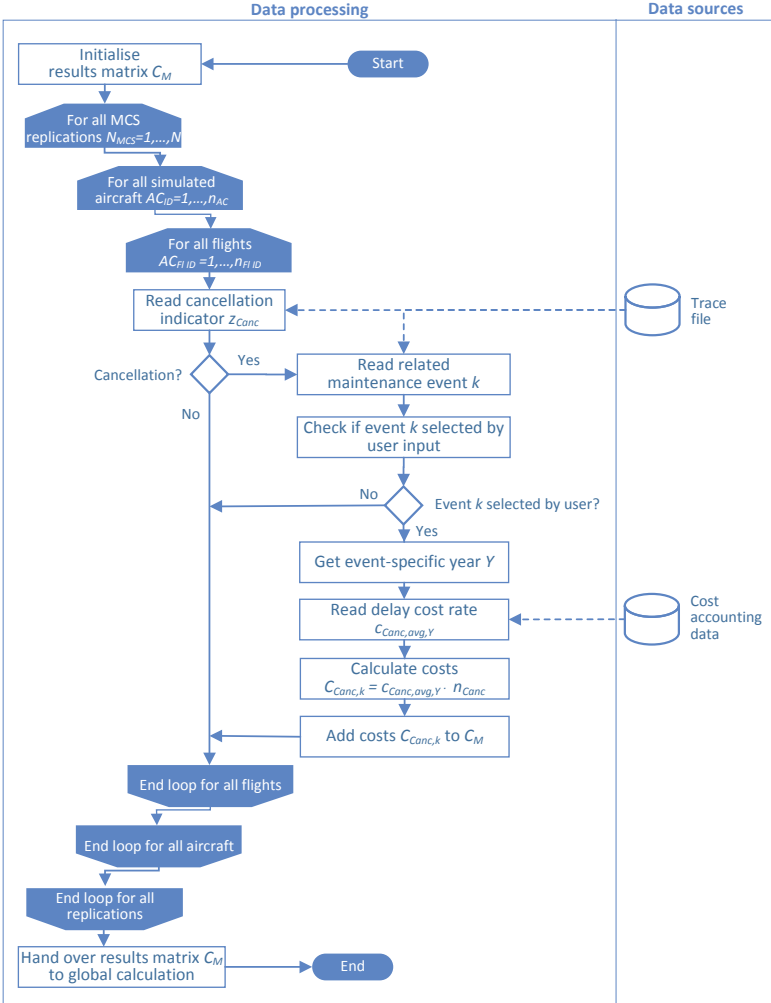 Data processing
Data sources
Start
Initialise
results matrix C_M
For all MCS
replications N_MCS=1,...,N
For all simulated
aircraft AC_ID=1,...,n_AC
For all flights
AC_Fl ID =1,...,n_Fl ID
Read cancellation
indicator z_Canc
Trace
file
Cancellation?
Yes
No
Read related
maintenance event k
Check if event k selected by
user input
No
Event k selected by user?
Yes
Get event-specific year Y
Read delay cost rate
c_Canc,avg,Y
Cost
accounting
data
Calculate costs
C_Canc,k = c_Canc,avg,Y · n_Canc
Add costs C_Canc,k to C_M
End loop for all flights
End loop for all aircraft
End loop for all
replications
Hand over results matrix C_M
to global calculation
End